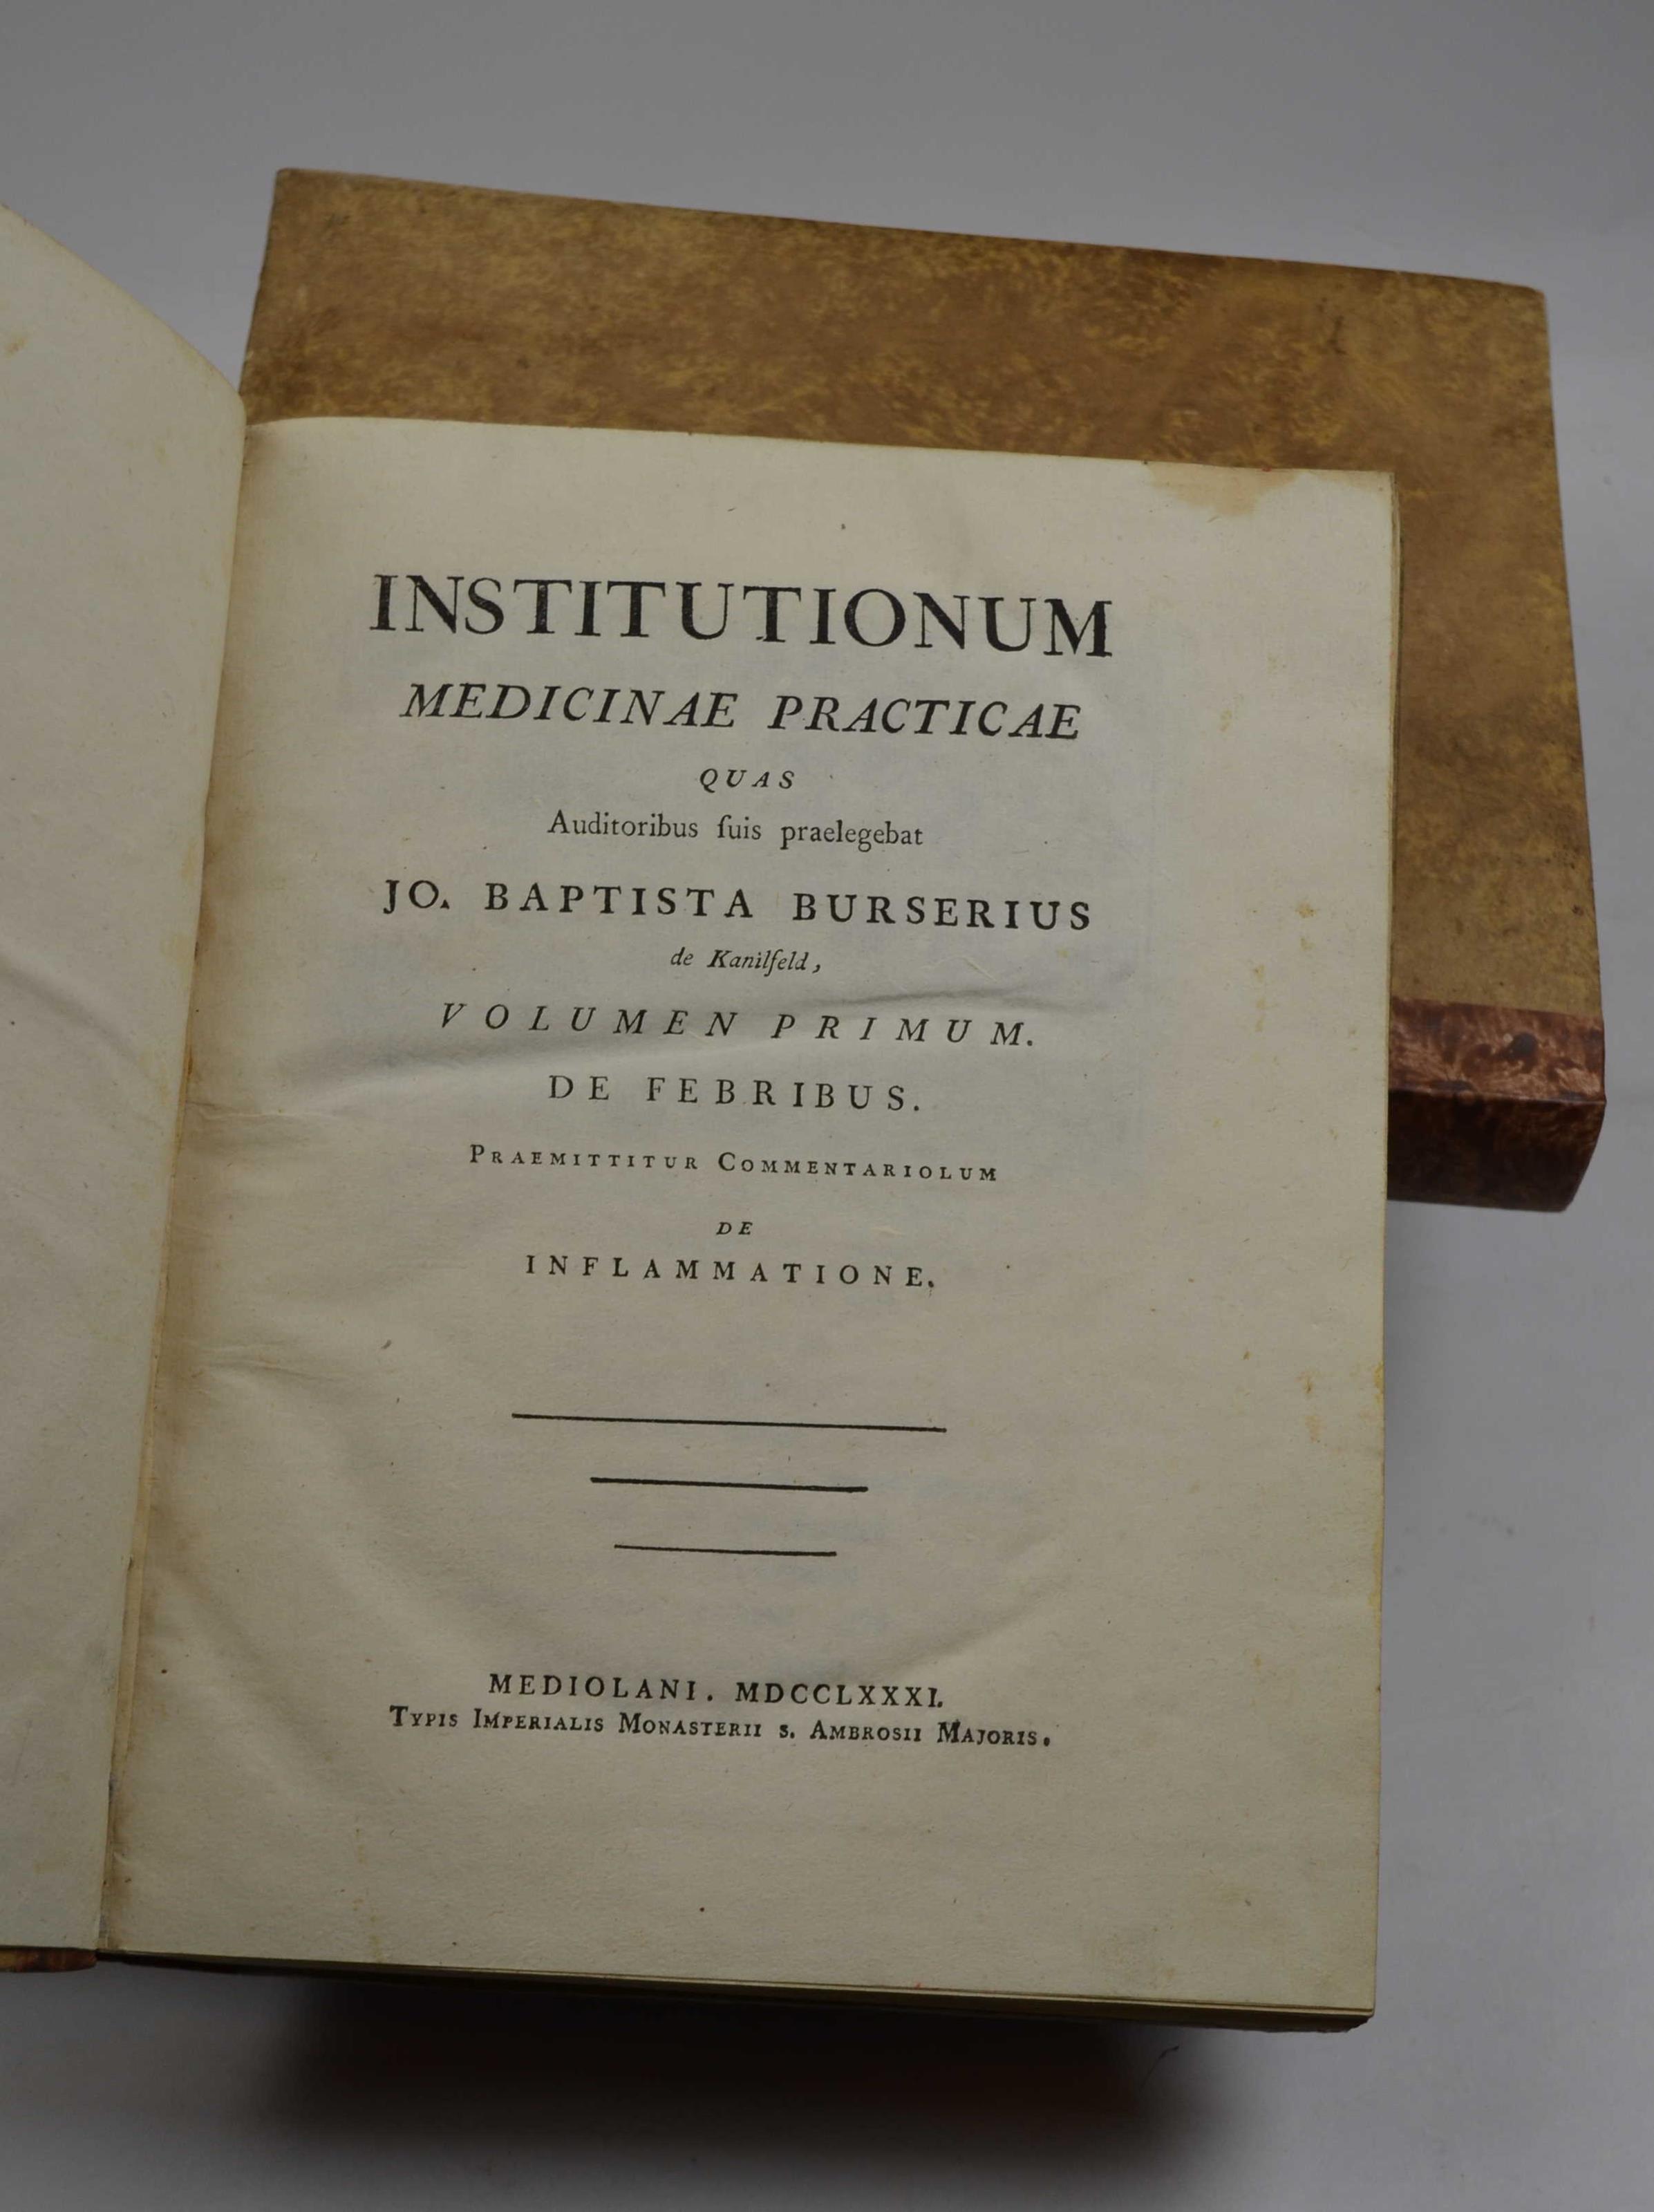 INSTITUTIONUM
MEDICINAE PRACTICAE
QUAS
Auditoribus ſuis praelegebat
JO. BAPTISTA BURSERIUS
de Kanilfeld,
VOLUMEN PRIMUM.
DE FEBRIBUS.
PRAEMITTITUR COMMENTARIOLUM
DE
INFLAMMATIONE.
MEDIOLANI. MDCCLXXXI.
TYPIS IMPERIALIS MONASTERII S. AMBROSII MAJORIS.